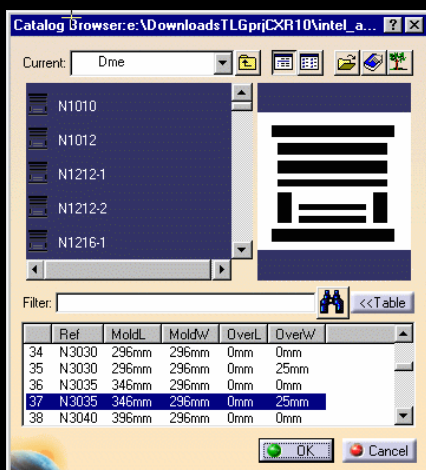 Catalog Browser:e:\DownloadsTLGprjCXR10\intel_a...
Current: Dme
N1010
N1012
N1212-1
N1212-2
N1216-1
Filter: <<Table
Ref MoldL MoldW OverL OverW
34 N3030 296mm 296mm 0mm 0mm
35 N3030 296mm 296mm 0mm 25mm
36 N3035 346mm 296mm 0mm 0mm
37 N3035 346mm 296mm 0mm 25mm
38 N3040 396mm 296mm 0mm 0mm
OK Cancel